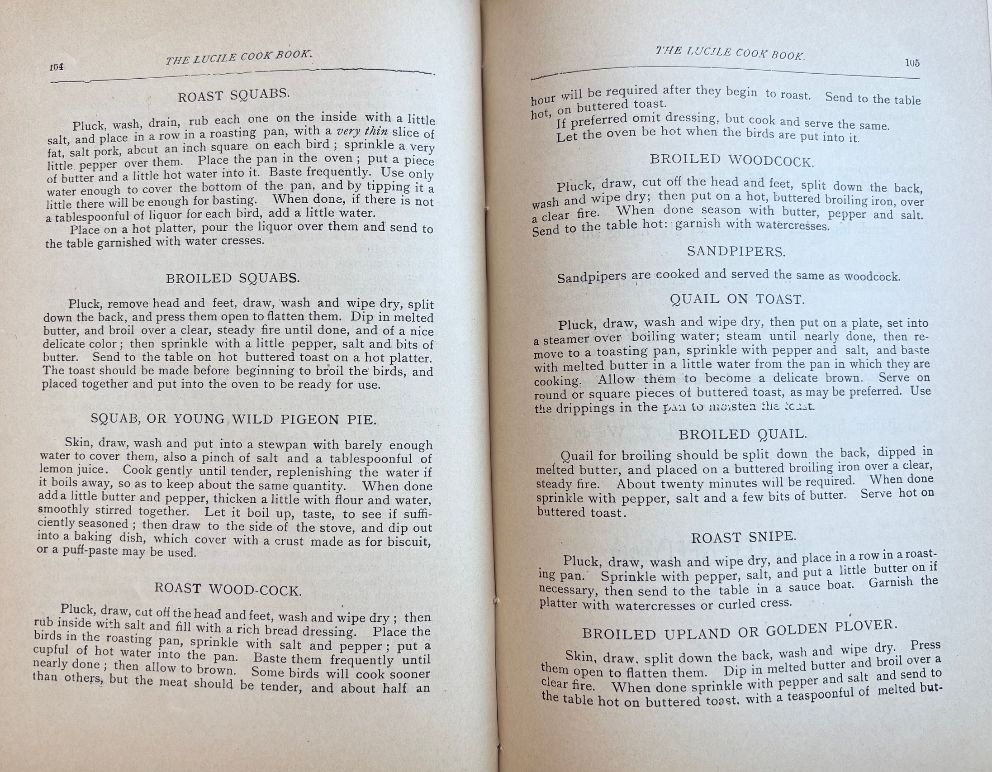 104
THE LUCILE COOK BOOK.
ROAST SQUABS.
Pluck, wash, drain, rub each one on the inside with a little
salt, and place in a row in a roasting pan, with a very thin slice of
fat, salt pork, about an inch square on each bird ; sprinkle a very
little pepper over them. Place the pan in the oven ; put a piece
of butter and a little hot water into it. Baste frequently. Use only
water enough to cover the bottom of the pan, and by tipping it a
little there will be enough for basting. When done, if there is not
a tablespoonful of liquor for each bird, add a little water.
Place on a hot platter, pour the liquor over them and send to
the table garnished with water cresses.
BROILED SQUABS.
Pluck, remove head and feet, draw, wash and wipe dry, split
down the back, and press them open to flatten them. Dip in melted
butter, and broil over a clear, steady fire until done, and of a nice
delicate color ; then sprinkle with a little pepper, salt and bits of
butter. Send to the table on hot buttered toast on a hot platter.
The toast should be made before beginning to broil the birds, and
placed together and put into the oven to be ready for use.
SQUAB, OR YOUNG WILD PIGEON PIE.
Skin, draw, wash and put into a stewpan with barely enough
water to cover them, also a pinch of salt and a tablespoonful of
lemon juice. Cook gently until tender, replenishing the water if
it boils away, so as to keep about the same quantity. When done
add a little butter and pepper, thicken a little with flour and water,
smoothly stirred together. Let it boil up, taste, to see if suffi-
ciently seasoned ; then draw to the side of the stove, and dip out
into a baking dish, which cover with a crust made as for biscuit,
or a puff-paste may be used.
ROAST WOOD-COCK.
Pluck, draw, cut off the head and feet, wash and wipe dry ; then
rub inside with salt and fill with a rich bread dressing. Place the
birds in the roasting pan, sprinkle with salt and pepper ; put a
cupful of hot water into the pan. Baste them frequently until
nearly done ; then allow to brown. Some birds will cook sooner
than others, but the meat should be tender, and about half an
THE LUCILE COOK BOOK.
105
hour will be required after they begin to roast. Send to the table
hot, on buttered toast.
If preferred omit dressing, but cook and serve the same.
Let the oven be hot when the birds are put into it.
BROILED WOODCOCK.
Pluck, draw, cut off the head and feet, split down the back,
wash and wipe dry; then put on a hot, buttered broiling iron, over
a clear fire. When done season with butter, pepper and salt.
Send to the table hot: garnish with watercresses.
SANDPIPERS.
Sandpipers are cooked and served the same as woodcock.
QUAIL ON TOAST.
Pluck, draw, wash and wipe dry, then put on a plate, set into
a steamer over boiling water; steam until nearly done, then re-
move to a toasting pan, sprinkle with pepper and salt, and baste
with melted butter in a little water from the pan in which they are
cooking. Allow them to become a delicate brown. Serve on
round or square pieces of buttered toast, as may be preferred. Use
the drippings in the pan to moisten the toast.
BROILED QUAIL.
Quail for broiling should be split down the back, dipped in
melted butter, and placed on a buttered broiling iron over a clear,
steady fire. About twenty minutes will be required. When done
sprinkle with pepper, salt and a few bits of butter. Serve hot on
buttered toast.
ROAST SNIPE.
Pluck, draw, wash and wipe dry, and place in a row in a roast-
ing pan. Sprinkle with pepper, salt, and put a little butter on if
necessary, then send to the table in a sauce boat. Garnish the
platter with watercresses or curled cress.
BROILED UPLAND OR GOLDEN PLOVER.
Skin, draw, split down the back, wash and wipe dry. Press
them open to flatten them. Dip in melted butter and broil over a
clear fire. When done sprinkle with pepper and salt and send to
the table hot on buttered toast, with a teaspoonful of melted but-